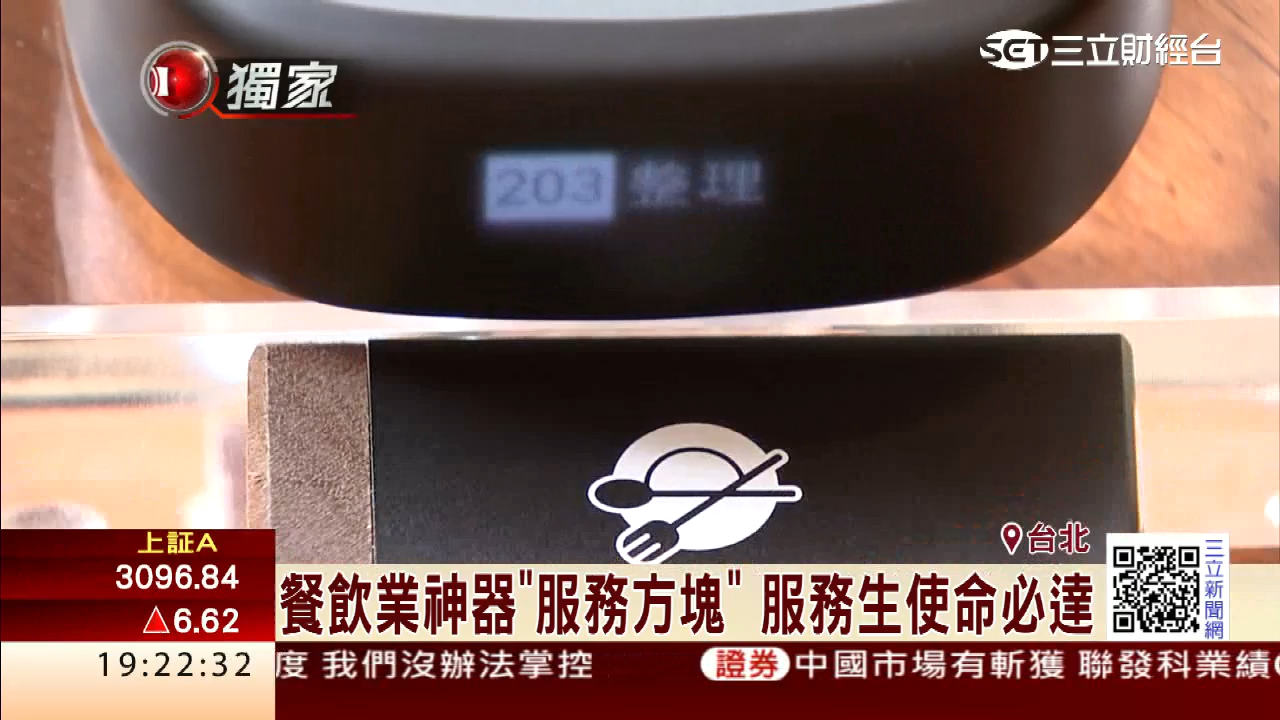 獨家
SET三立財經台
203 整理
台北
上証A
3096.84
△6.62
餐飲業神器"服務方塊" 服務生使命必達
三立新聞網
19:22:32
度 我們沒辦法掌控 證券 中國市場有斬獲 聯發科業績